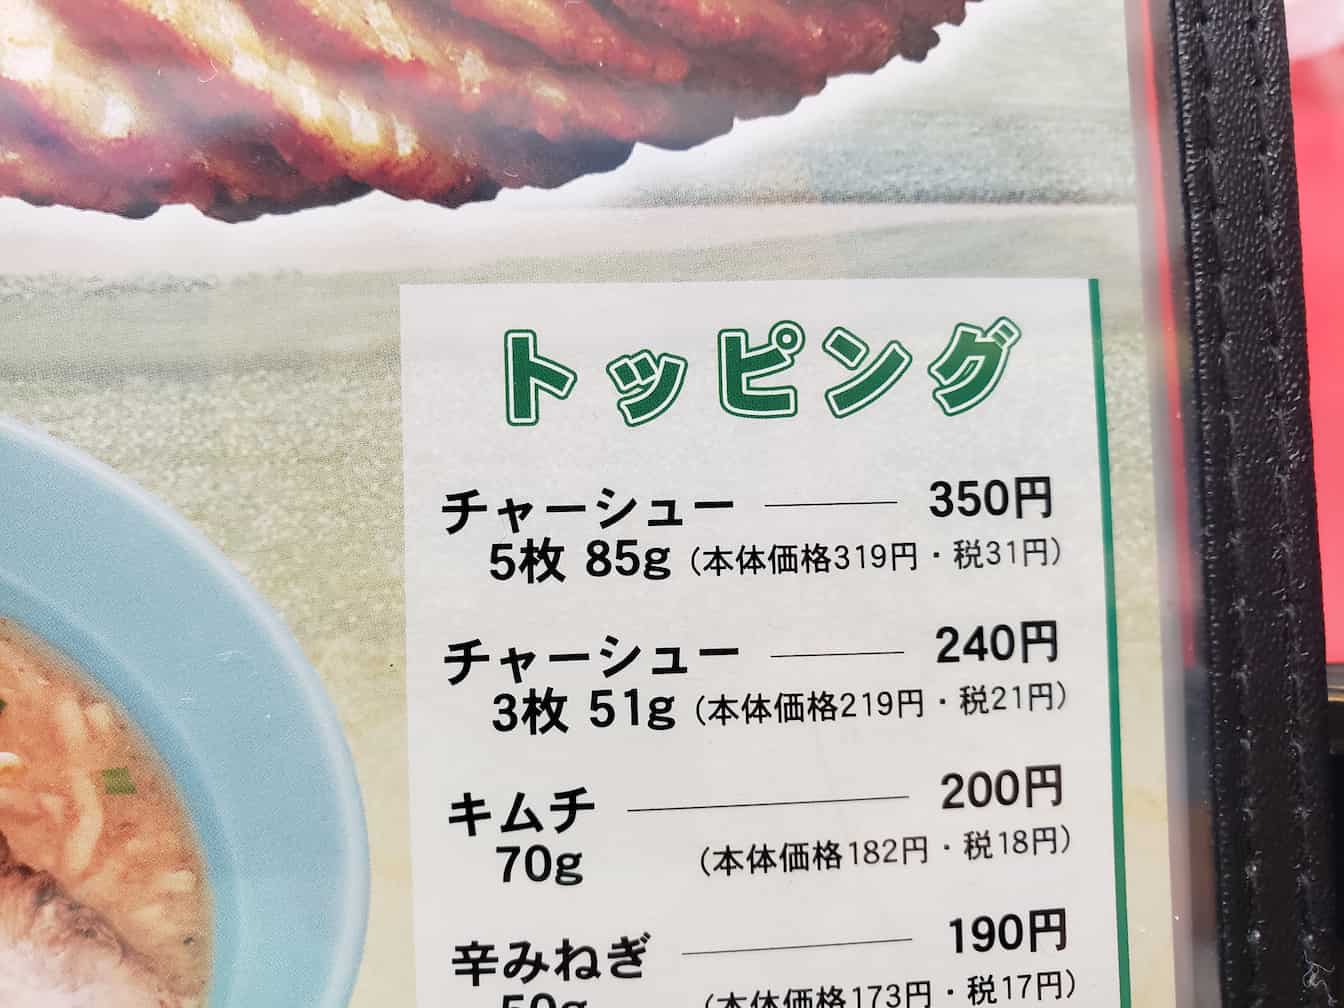 トッピング
チャーシュー 350円
5枚 85g (本体価格319円・税31円)
チャーシュー 240円
3枚 51g (本体価格219円・税21円)
キムチ 200円
70g (本体価格182円・税18円)
辛みねぎ 190円
50g (本体価格173円・税17円)